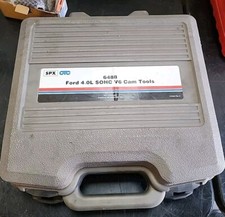 SPX OTC
6488
Ford 4.0L SOHC V6 Cam Tools